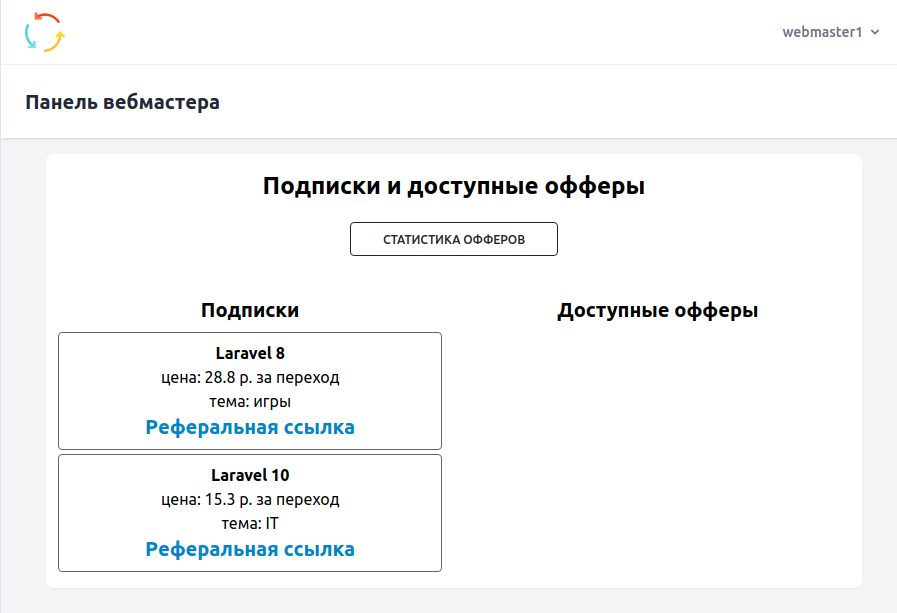 webmaster1
Панель вебмастера
Подписки и доступные офферы
СТАТИСТИКА ОФФЕРОВ
Подписки
Laravel 8
цена: 28.8 р. за переход
тема: игры
Реферальная ссылка
Laravel 10
цена: 15.3 р. за переход
тема: IT
Реферальная ссылка
Доступные офферы